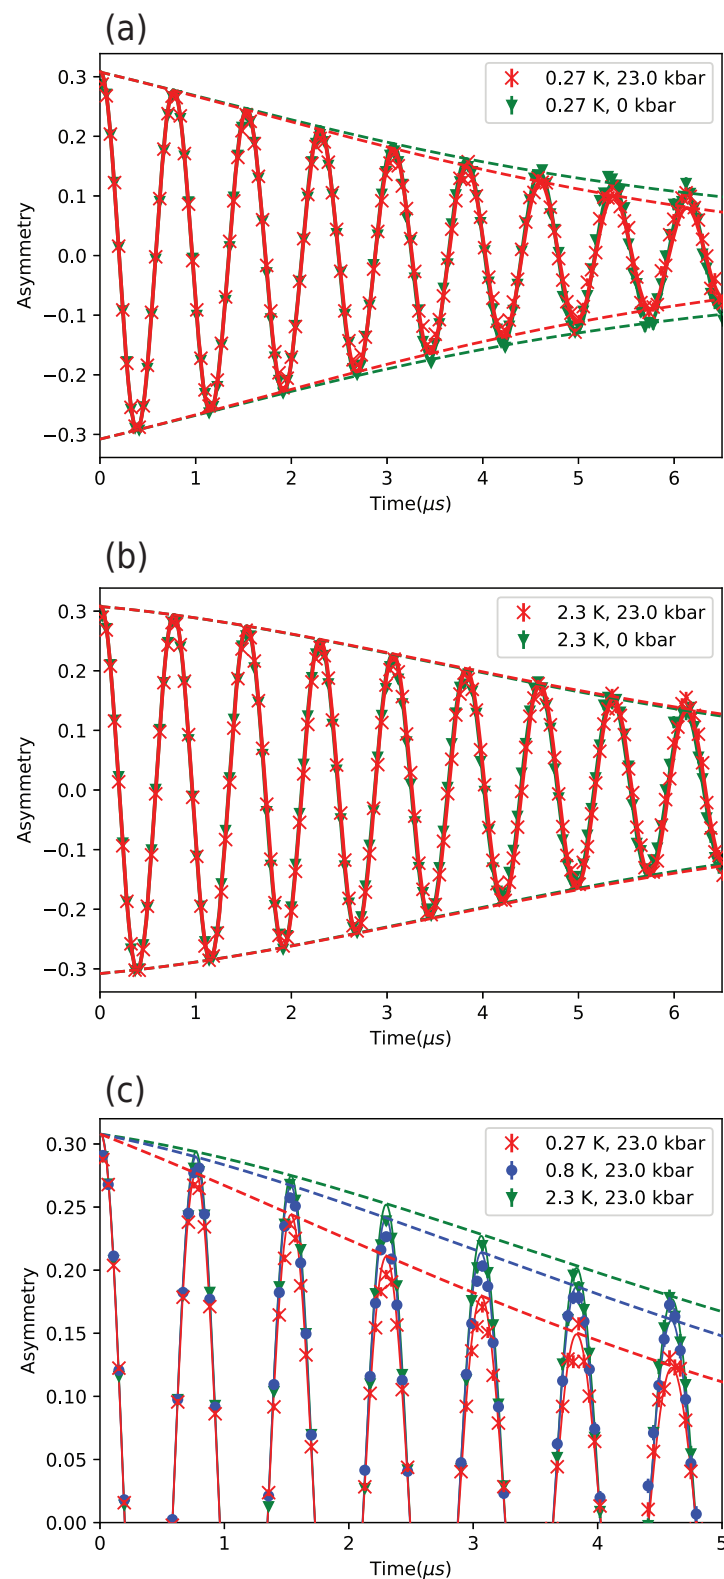 (a)
0.3
0.2
0.1
0.0
−0.1
−0.2
−0.3
Asymmetry
0.27 K, 23.0 kbar
0.27 K, 0 kbar
0 1 2 3 4 5 6
Time(μs)
(b)
0.3
0.2
0.1
0.0
−0.1
−0.2
−0.3
Asymmetry
2.3 K, 23.0 kbar
2.3 K, 0 kbar
0 1 2 3 4 5 6
Time(μs)
(c)
0.30
0.25
0.20
0.15
0.10
0.05
0.00
Asymmetry
0.27 K, 23.0 kbar
0.8 K, 23.0 kbar
2.3 K, 23.0 kbar
0 1 2 3 4 5
Time(μs)